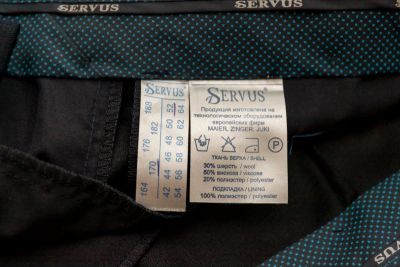 SERVUS
SERVUS
SERVUS
164 170 176 182 188
42 44 46 48 50 52
54 56 58 60 62 64
SERVUS®
Продукция изготовлена на
технологическом оборудовании
европейских фирм
MAIER, ZINGER, JUKI
P
ТКАНЬ ВЕРХА / SHELL
30% шерсть / wool
50% вискоза / viscose
20% полиэстер / polyester
ПОДКЛАДКА / LINING
100% полиэстер / polyester